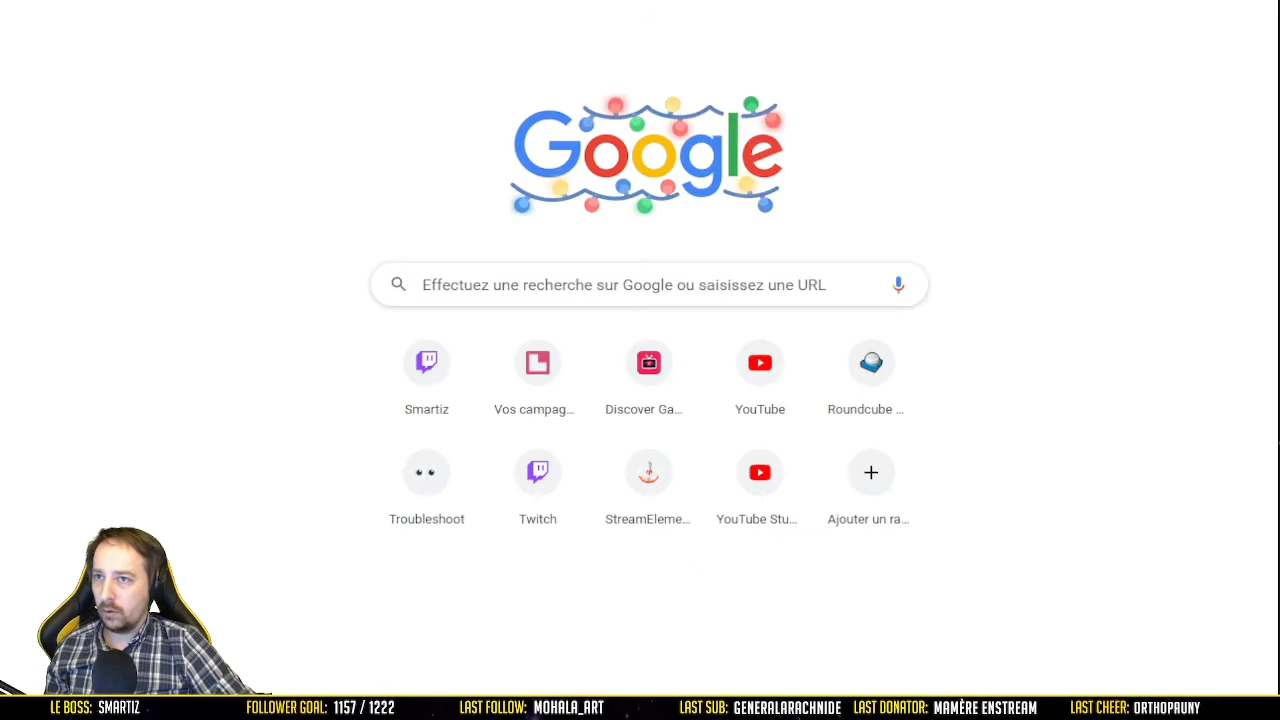 Google
Effectuez une recherche sur Google ou saisissez une URL
Smartiz
Vos campag...
Discover Ga...
YouTube
Roundcube ...
Troubleshoot
Twitch
StreamEleme...
YouTube Stu...
Ajouter un ra...
LE BOSS: SMARTIZ
FOLLOWER GOAL: 1157 / 1222
LAST FOLLOW: MOHALA_ART
LAST SUB: GENERALARACHNIDE
LAST DONATOR: MAMÈRE ENSTREAM
LAST CHEER: ORTHOPAUNY